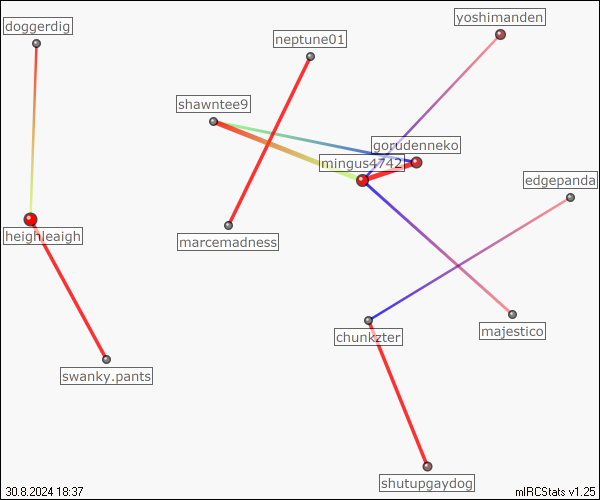 yoshimanden
doggerdig
neptune01
shawntee9
gorudenneko
mingus4742
edgepanda
heighleaigh
marcemadness
majestico
chunkzter
swanky.pants
shutupgaydog
30.8.2024 18:37
mIRCStats v1.25